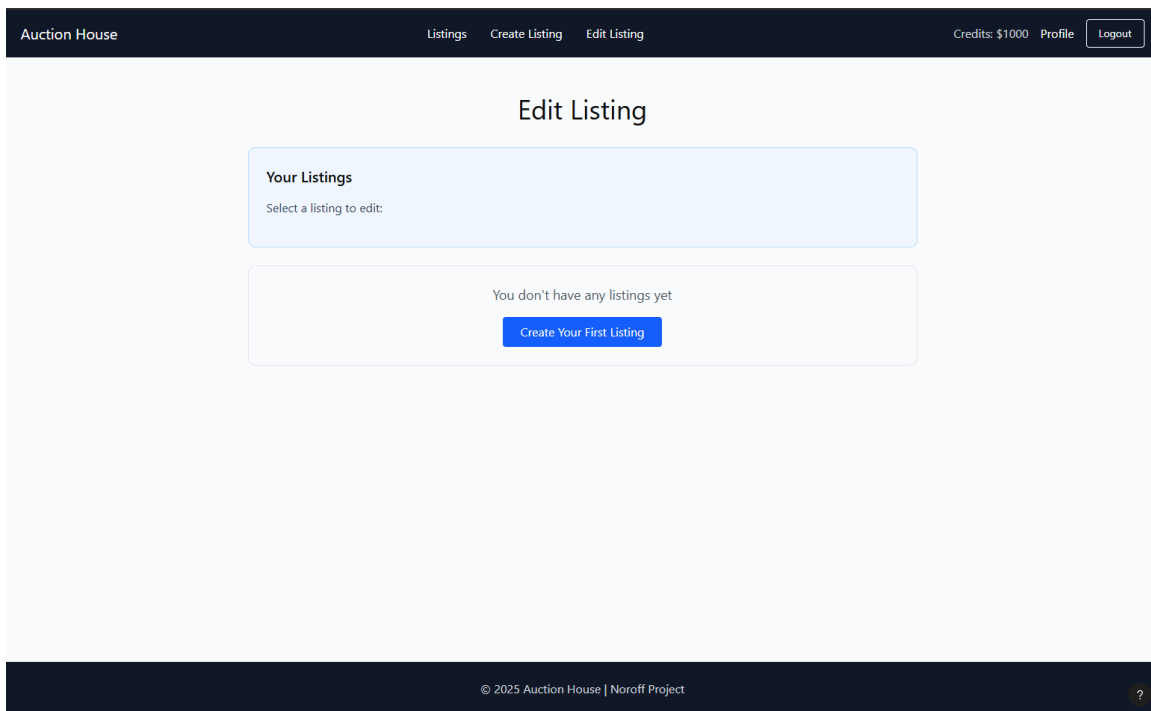 Auction House Listings Create Listing Edit Listing Credits: $1000 Profile Logout
Edit Listing
Your Listings
Select a listing to edit:
You don't have any listings yet
Create Your First Listing
© 2025 Auction House | Noroff Project
?